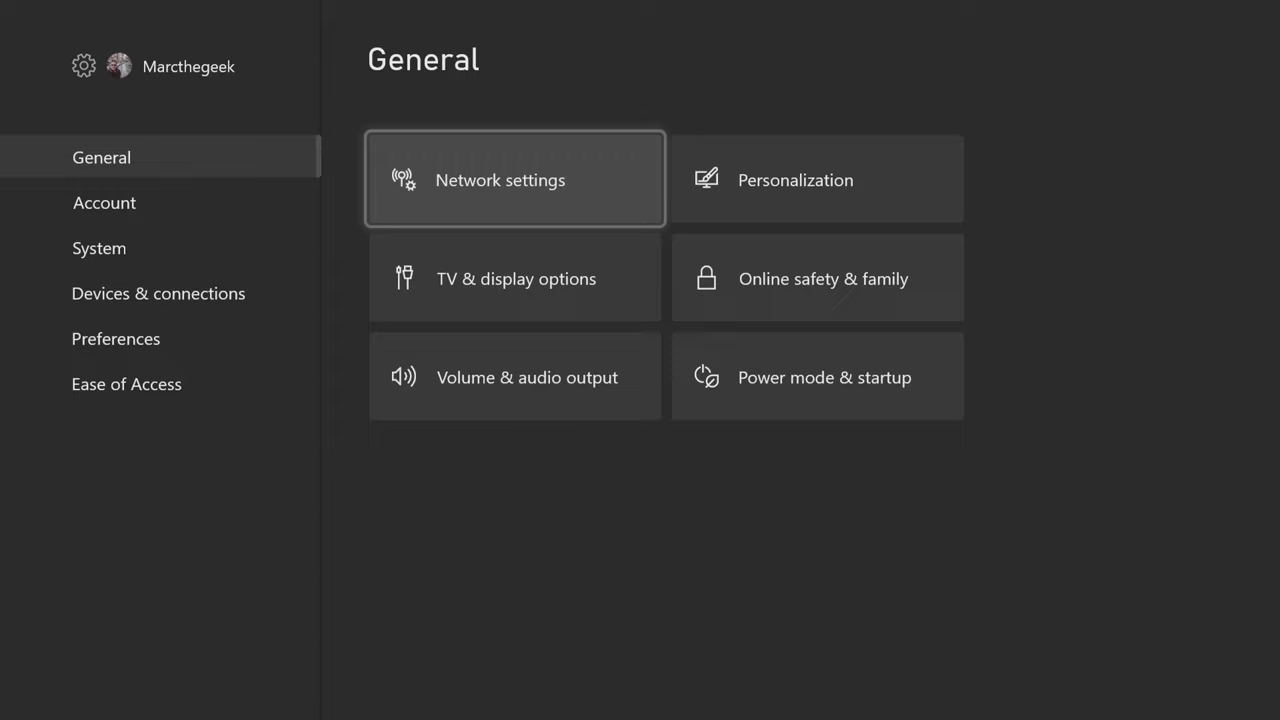 Marcthegeek
General
Account
System
Devices & connections
Preferences
Ease of Access
General
Network settings
Personalization
TV & display options
Online safety & family
Volume & audio output
Power mode & startup